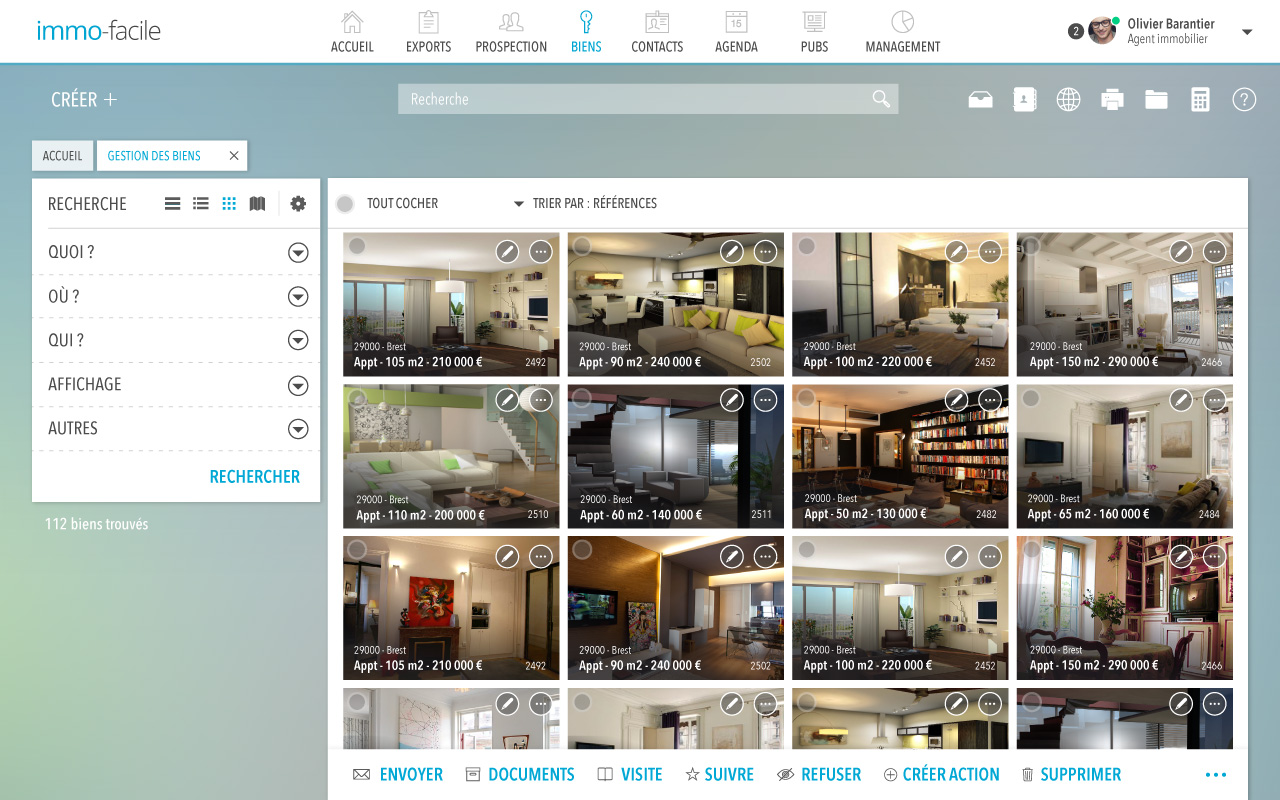 immo-facile
ACCUEIL
EXPORTS
PROSPECTION
BIENS
CONTACTS
15
AGENDA
PUBS
MANAGEMENT
2
Olivier Barantier
Agent immobilier
CRÉER +
Recherche
?
ACCUEIL
GESTION DES BIENS
RECHERCHE
QUOI ?
OÙ ?
QUI ?
AFFICHAGE
AUTRES
RECHERCHER
112 biens trouvés
TOUT COCHER
TRIER PAR : RÉFÉRENCES
29000 - Brest
Appt - 105 m2 - 210 000 € 2492
29000 - Brest
Appt - 90 m2 - 240 000 € 2502
29000 - Brest
Appt - 100 m2 - 220 000 € 2452
29000 - Brest
Appt - 150 m2 - 290 000 € 2466
29000 - Brest
Appt - 110 m2 - 200 000 € 2510
29000 - Brest
Appt - 60 m2 - 140 000 € 2511
29000 - Brest
Appt - 50 m2 - 130 000 € 2482
29000 - Brest
Appt - 65 m2 - 160 000 € 2484
29000 - Brest
Appt - 105 m2 - 210 000 € 2492
29000 - Brest
Appt - 90 m2 - 240 000 € 2502
29000 - Brest
Appt - 100 m2 - 220 000 € 2452
29000 - Brest
Appt - 150 m2 - 290 000 € 2466
ENVOYER
DOCUMENTS
VISITE
SUIVRE
REFUSER
CRÉER ACTION
SUPPRIMER